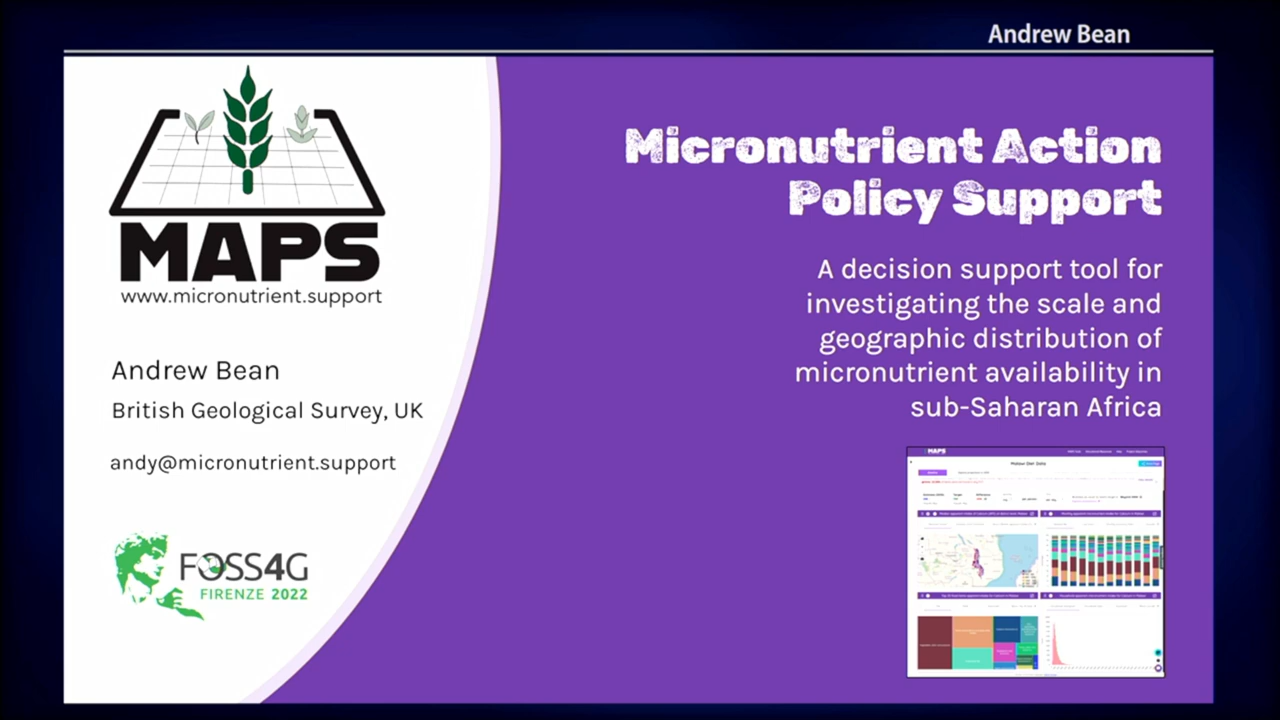 Andrew Bean
MAPS
www.micronutrient.support
Andrew Bean
British Geological Survey, UK
andy@micronutrient.support
FOSS4G
FIRENZE 2022
Micronutrient Action
Policy Support
A decision support tool for
investigating the scale and
geographic distribution of
micronutrient availability in
sub-Saharan Africa
MAPS